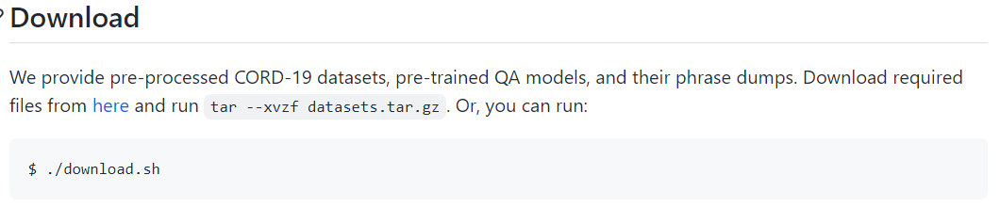 Download
We provide pre-processed CORD-19 datasets, pre-trained QA models, and their phrase dumps. Download required
files from here and run tar --xvzf datasets.tar.gz. Or, you can run:
$ ./download.sh